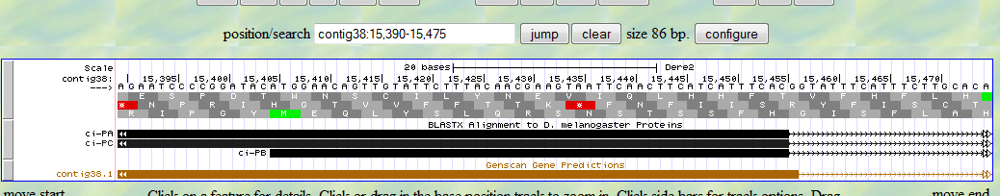 position/search contig38:15,390-15,475 jump clear size 86 bp. configure
Scale 20 bases Dere2
contig38: 15,395 15,400 15,405 15,410 15,415 15,420 15,425 15,430 15,435 15,440 15,445 15,450 15,455 15,460 15,465 15,470
---> AGAATCCCCGGATACATGGAACAGTTGTATTCTTTACAACGAAGTAATTCAACTTCTTCATTTCACGGTATTTCATTTCTTGCACA
E S P D T W N S C I L Y N E V I Q L L H F T V F H F L H
* N P R I H G T V V F F T T K * F N F F I S R Y F I S C T
R I P G Y M E Q L Y S L Q R S N S T S S F H G I S F L A T H
BLASTX Alignment to D. melanogaster Proteins
ci-PA
ci-PC
ci-PB
Genscan Gene Predictions
contig38.1
move start Click on a feature for details. Click or drag in the base position track to zoom in. Click side bars for track options. Drag move end